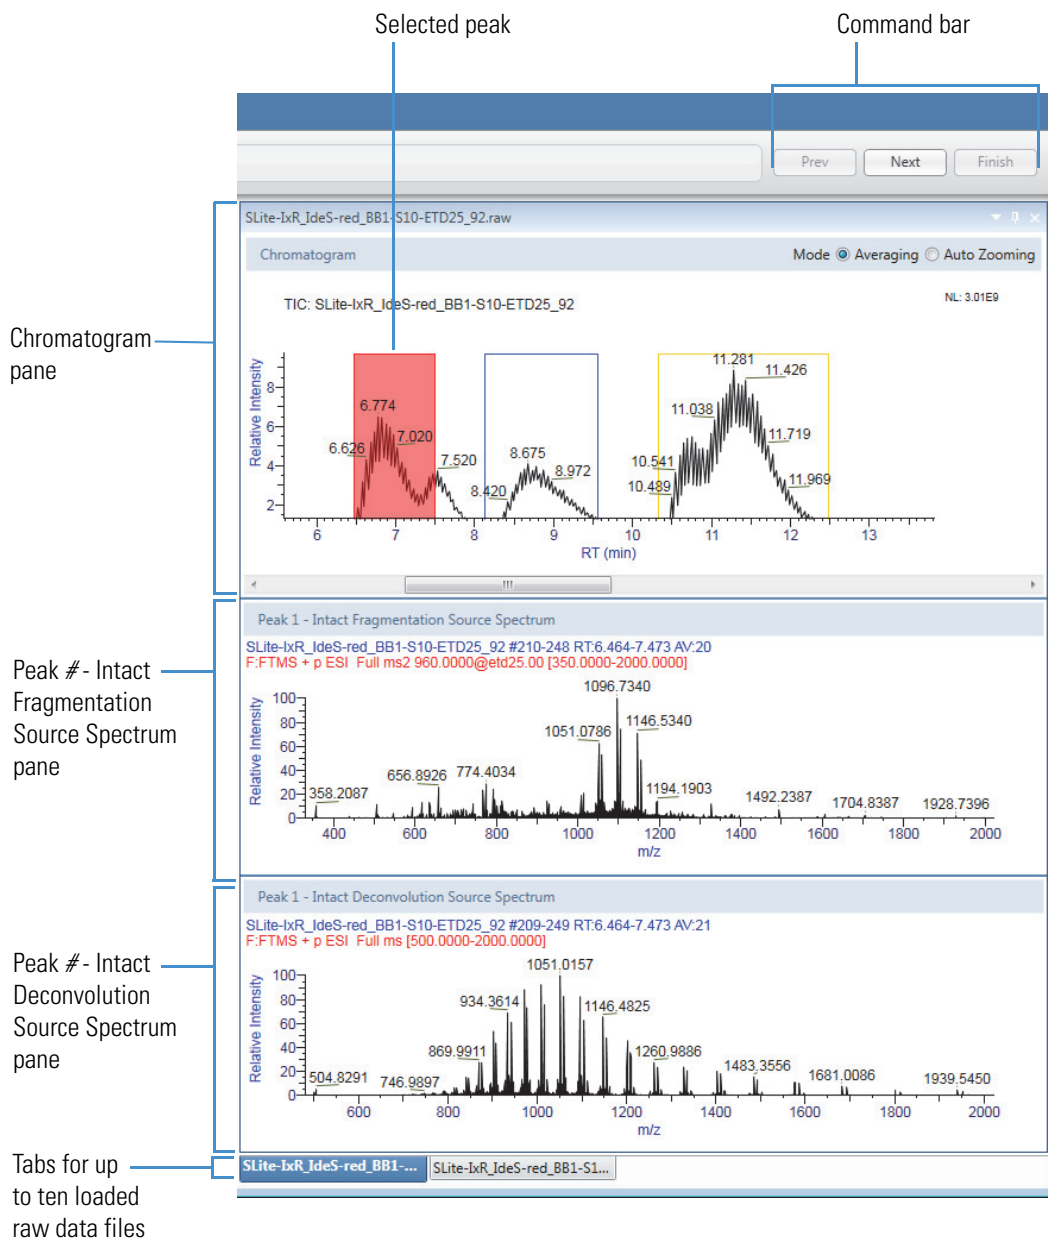 Selected peak
Command bar
Prev
Next
Finish
SLite-IxR_IdeS-red_BB1-S10-ETD25_92.raw
Chromatogram
Mode
Averaging
Auto Zooming
TIC: SLite-IxR_IdeS-red_BB1-S10-ETD25_92
NL: 3.01E9
Chromatogram
pane
Relative Intensity
8
6
4
2
6.626
6.774
7.020
7.520
8.420
8.675
8.972
10.489
10.541
11.038
11.281
11.426
11.719
11.969
6 7 8 9 10 11 12 13
RT (min)
Peak # - Intact
Fragmentation
Source Spectrum
pane
Peak 1 - Intact Fragmentation Source Spectrum
SLite-IxR_IdeS-red_BB1-S10-ETD25_92 #210-248 RT:6.464-7.473 AV:20
F:FTMS + p ESI Full ms2 960.0000@etd25.00 [350.0000-2000.0000]
Relative Intensity
100
80
60
40
20
0
358.2087
656.8926
774.4034
1051.0786
1096.7340
1146.5340
1194.1903
1492.2387
1704.8387
1928.7396
400 600 800 1000 1200 1400 1600 1800 2000
m/z
Peak # - Intact
Deconvolution
Source Spectrum
pane
Peak 1 - Intact Deconvolution Source Spectrum
SLite-IxR_IdeS-red_BB1-S10-ETD25_92 #209-249 RT:6.464-7.473 AV:21
F:FTMS + p ESI Full ms [500.0000-2000.0000]
Relative Intensity
100
80
60
40
20
0
504.8291
746.9897
869.9911
934.3614
1051.0157
1146.4825
1260.9886
1483.3556
1681.0086
1939.5450
600 800 1000 1200 1400 1600 1800 2000
m/z
Tabs for up
to ten loaded
raw data files
SLite-IxR_IdeS-red_BB1-...
SLite-IxR_IdeS-red_BB1-S1...